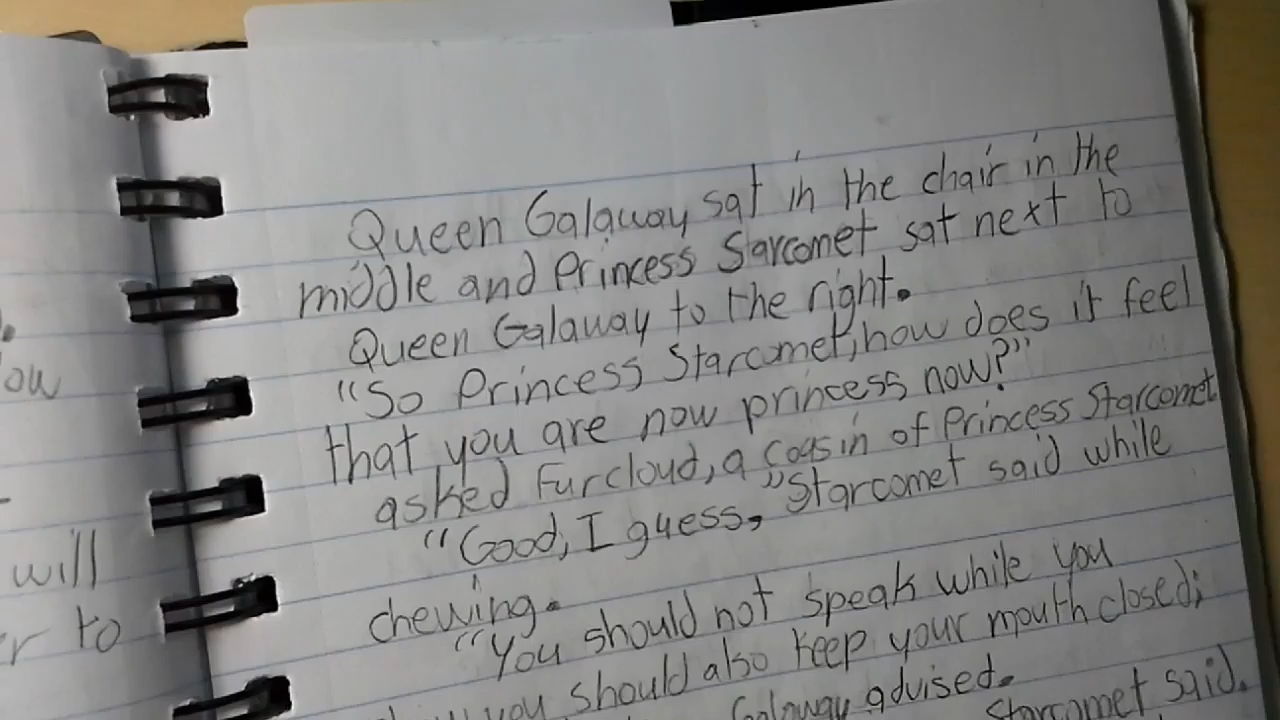 Queen Galaway sat in the chair in the
middle and Princess Starcomet sat next to
Queen Galaway to the right.
"So Princess Starcomet, how does it feel
that you are now princess now?"
asked Furcloud, a cousin of Princess Starcomet
"Good, I guess," Starcomet said while
chewing.
"You should not speak while you
you should also keep your mouth closed;
Galaway advised.
Starcomet said.
ow
will
to